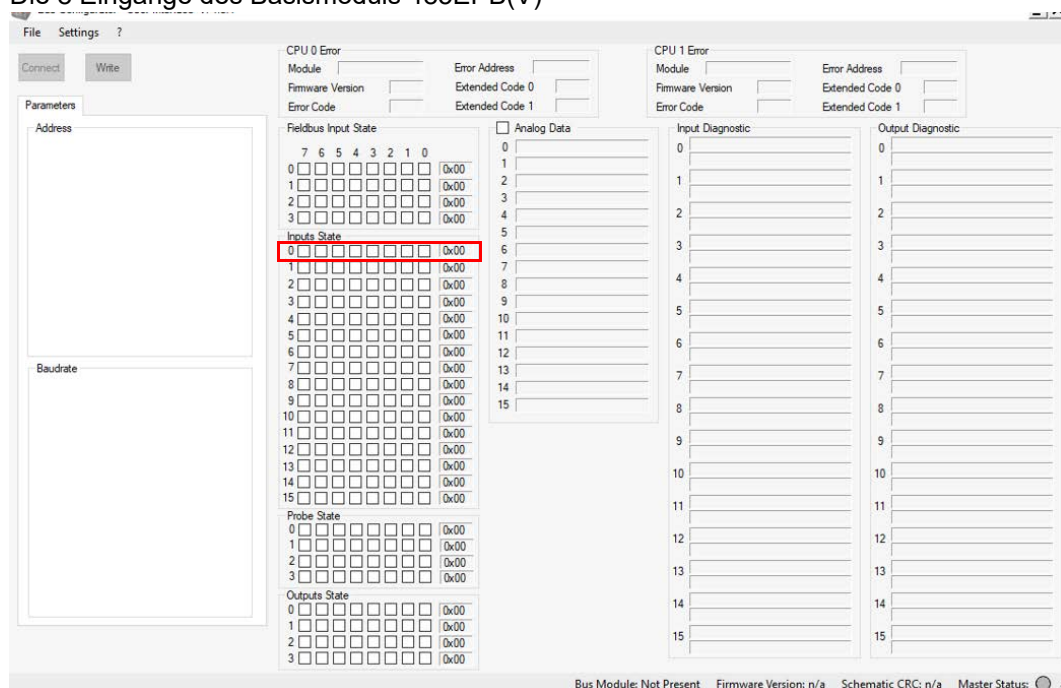 File Settings ?
Connect Write
Parameters
Address
Baudrate
CPU 0 Error
Module Error Address
Firmware Version Extended Code 0
Error Code Extended Code 1
CPU 1 Error
Module Error Address
Firmware Version Extended Code 0
Error Code Extended Code 1
Fieldbus Input State
7 6 5 4 3 2 1 0
0 0x00
1 0x00
2 0x00
3 0x00
Inputs State
0 0x00
1 0x00
2 0x00
3 0x00
4 0x00
5 0x00
6 0x00
7 0x00
8 0x00
9 0x00
10 0x00
11 0x00
12 0x00
13 0x00
14 0x00
15 0x00
Probe State
0 0x00
1 0x00
2 0x00
3 0x00
Outputs State
0 0x00
1 0x00
2 0x00
3 0x00
Analog Data
0
1
2
3
4
5
6
7
8
9
10
11
12
13
14
15
Input Diagnostic
0
1
2
3
4
5
6
7
8
9
10
11
12
13
14
15
Output Diagnostic
0
1
2
3
4
5
6
7
8
9
10
11
12
13
14
15
Bus Module: Not Present Firmware Version: n/a Schematic CRC: n/a Master Status: